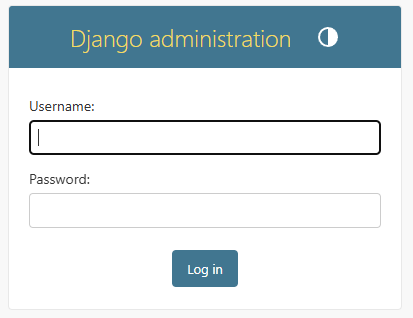 Django administration
Username:
Password:
Log in